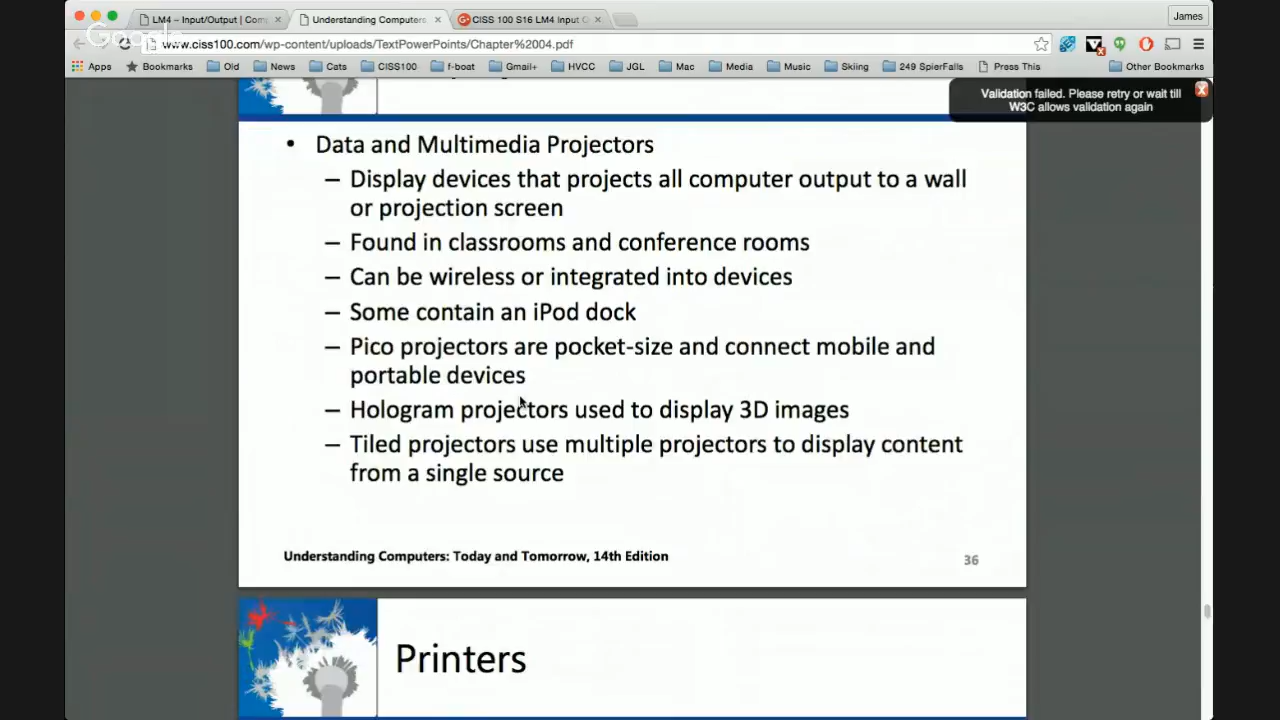 LM4 – Input/Output | Com
Understanding Computers:
CISS 100 S16 LM4 Input
James
Google
www.ciss100.com/wp-content/uploads/TextPowerPoints/Chapter%2004.pdf
Apps
Bookmarks
Old
News
Cats
CISS100
f-boat
Gmail+
HVCC
JGL
Mac
Media
Music
Skiing
249 SpierFalls
Press This
Other Bookmarks
Validation failed. Please retry or wait till
W3C allows validation again
• Data and Multimedia Projectors
– Display devices that projects all computer output to a wall
or projection screen
– Found in classrooms and conference rooms
– Can be wireless or integrated into devices
– Some contain an iPod dock
– Pico projectors are pocket-size and connect mobile and
portable devices
– Hologram projectors used to display 3D images
– Tiled projectors use multiple projectors to display content
from a single source
Understanding Computers: Today and Tomorrow, 14th Edition
36
Printers